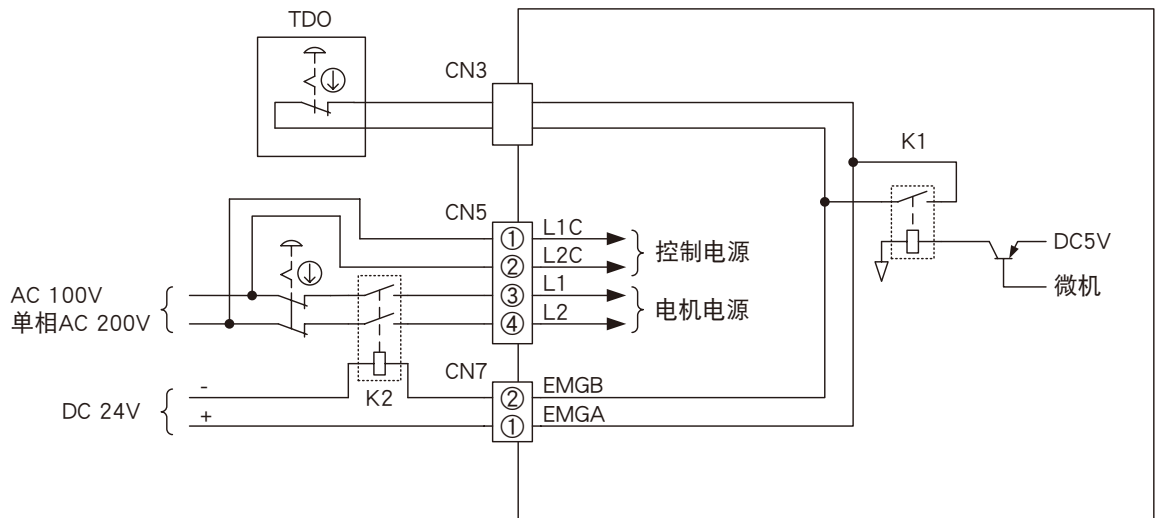 TDO
CN3
K1
CN5
① L1C
② L2C
控制电源
③ L1
④ L2
电机电源
AC 100V
单相AC 200V
DC5V
微机
K2
CN7
② EMGB
① EMGA
DC 24V
-
+